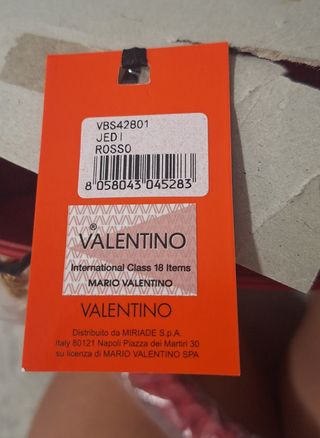 VBS42801
JEDI
ROSSO
8 058043 045283
®
VALENTINO
International Class 18 Items
MARIO VALENTINO
VALENTINO
Distribuito da MIRIADE S.p.A.
Italy 80121 Napoli Piazza dei Martiri 30
su licenza di MARIO VALENTINO SPA